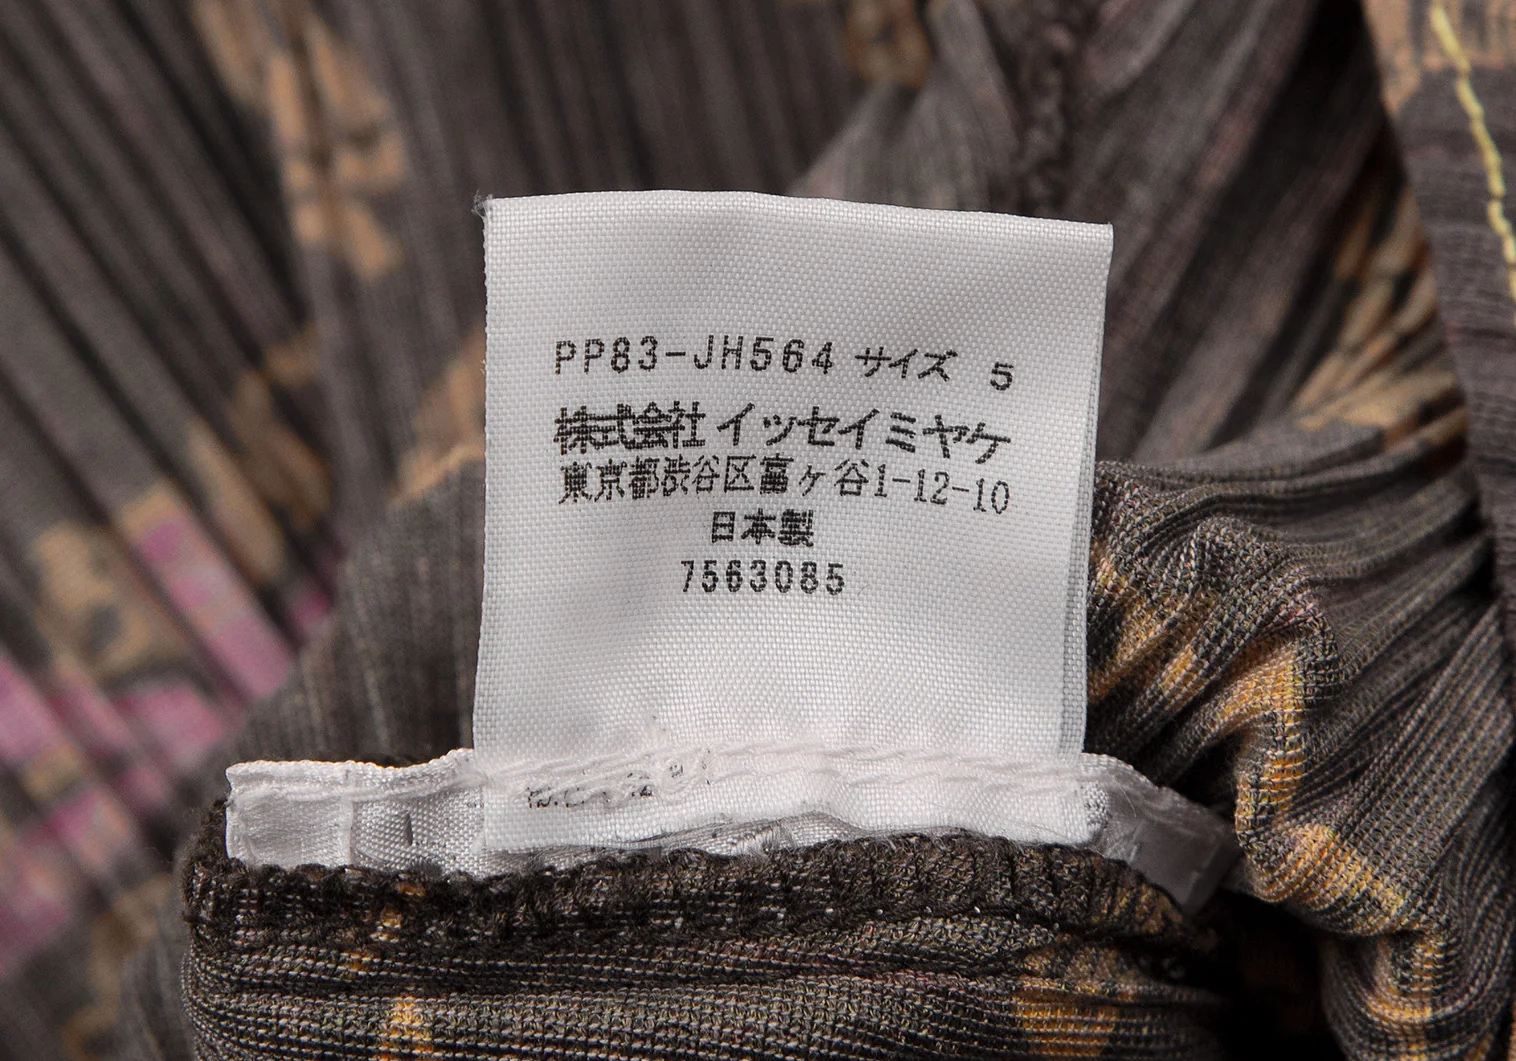 PP83-JH564 サイズ 5
株式会社 イッセイミヤケ
東京都渋谷区富ヶ谷1-12-10
日本製
7563085